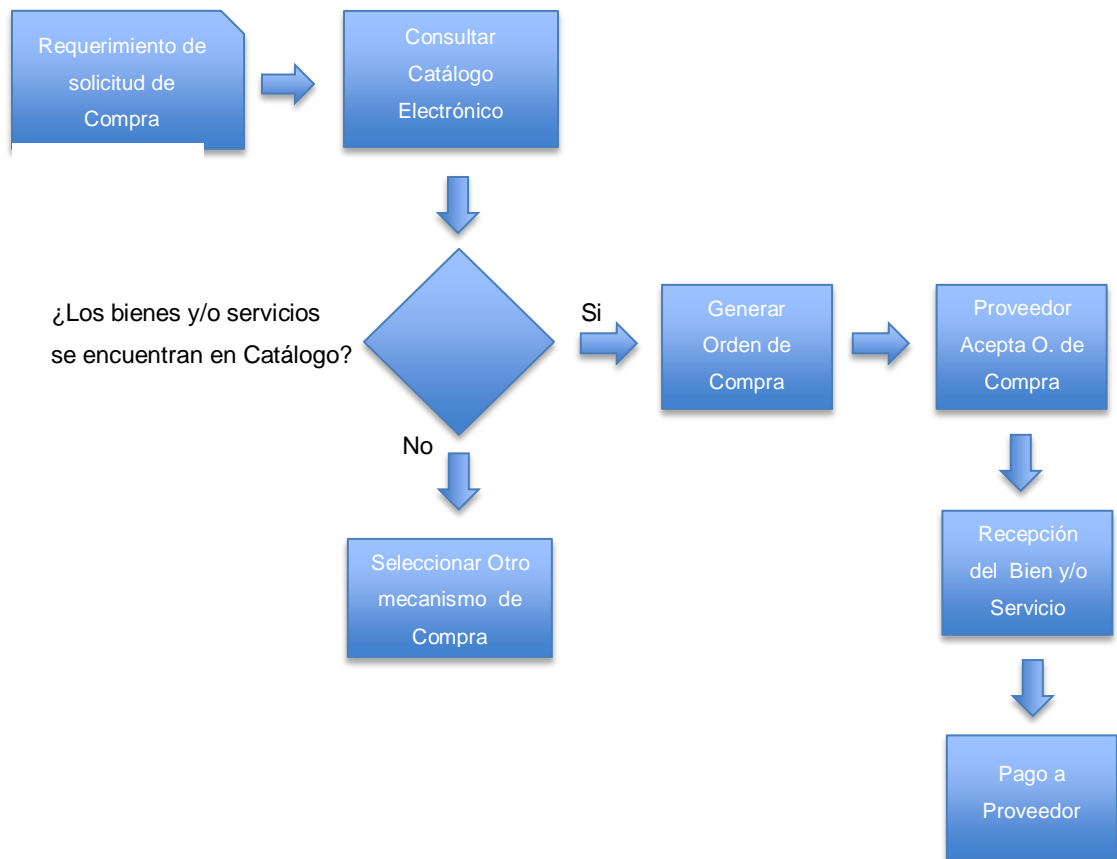 Requerimiento de
solicitud de
Compra
Consultar
Catálogo
Electrónico
¿Los bienes y/o servicios
se encuentran en Catálogo?
Si
Generar
Orden de
Compra
Proveedor
Acepta O. de
Compra
No
Seleccionar Otro
mecanismo de
Compra
Recepción
del Bien y/o
Servicio
Pago a
Proveedor